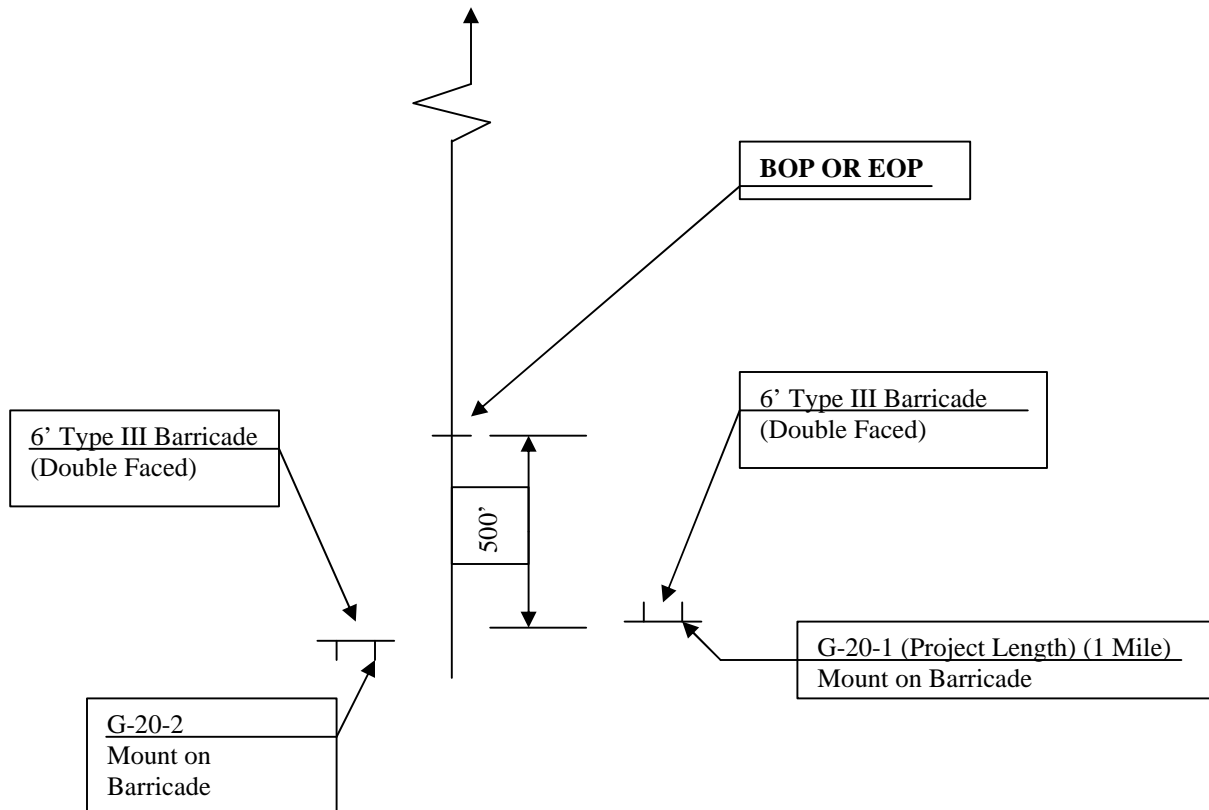 BOP OR EOP
6’ Type III Barricade
(Double Faced)
6’ Type III Barricade
(Double Faced)
500’
G-20-1 (Project Length) (1 Mile)
Mount on Barricade
G-20-2
Mount on
Barricade